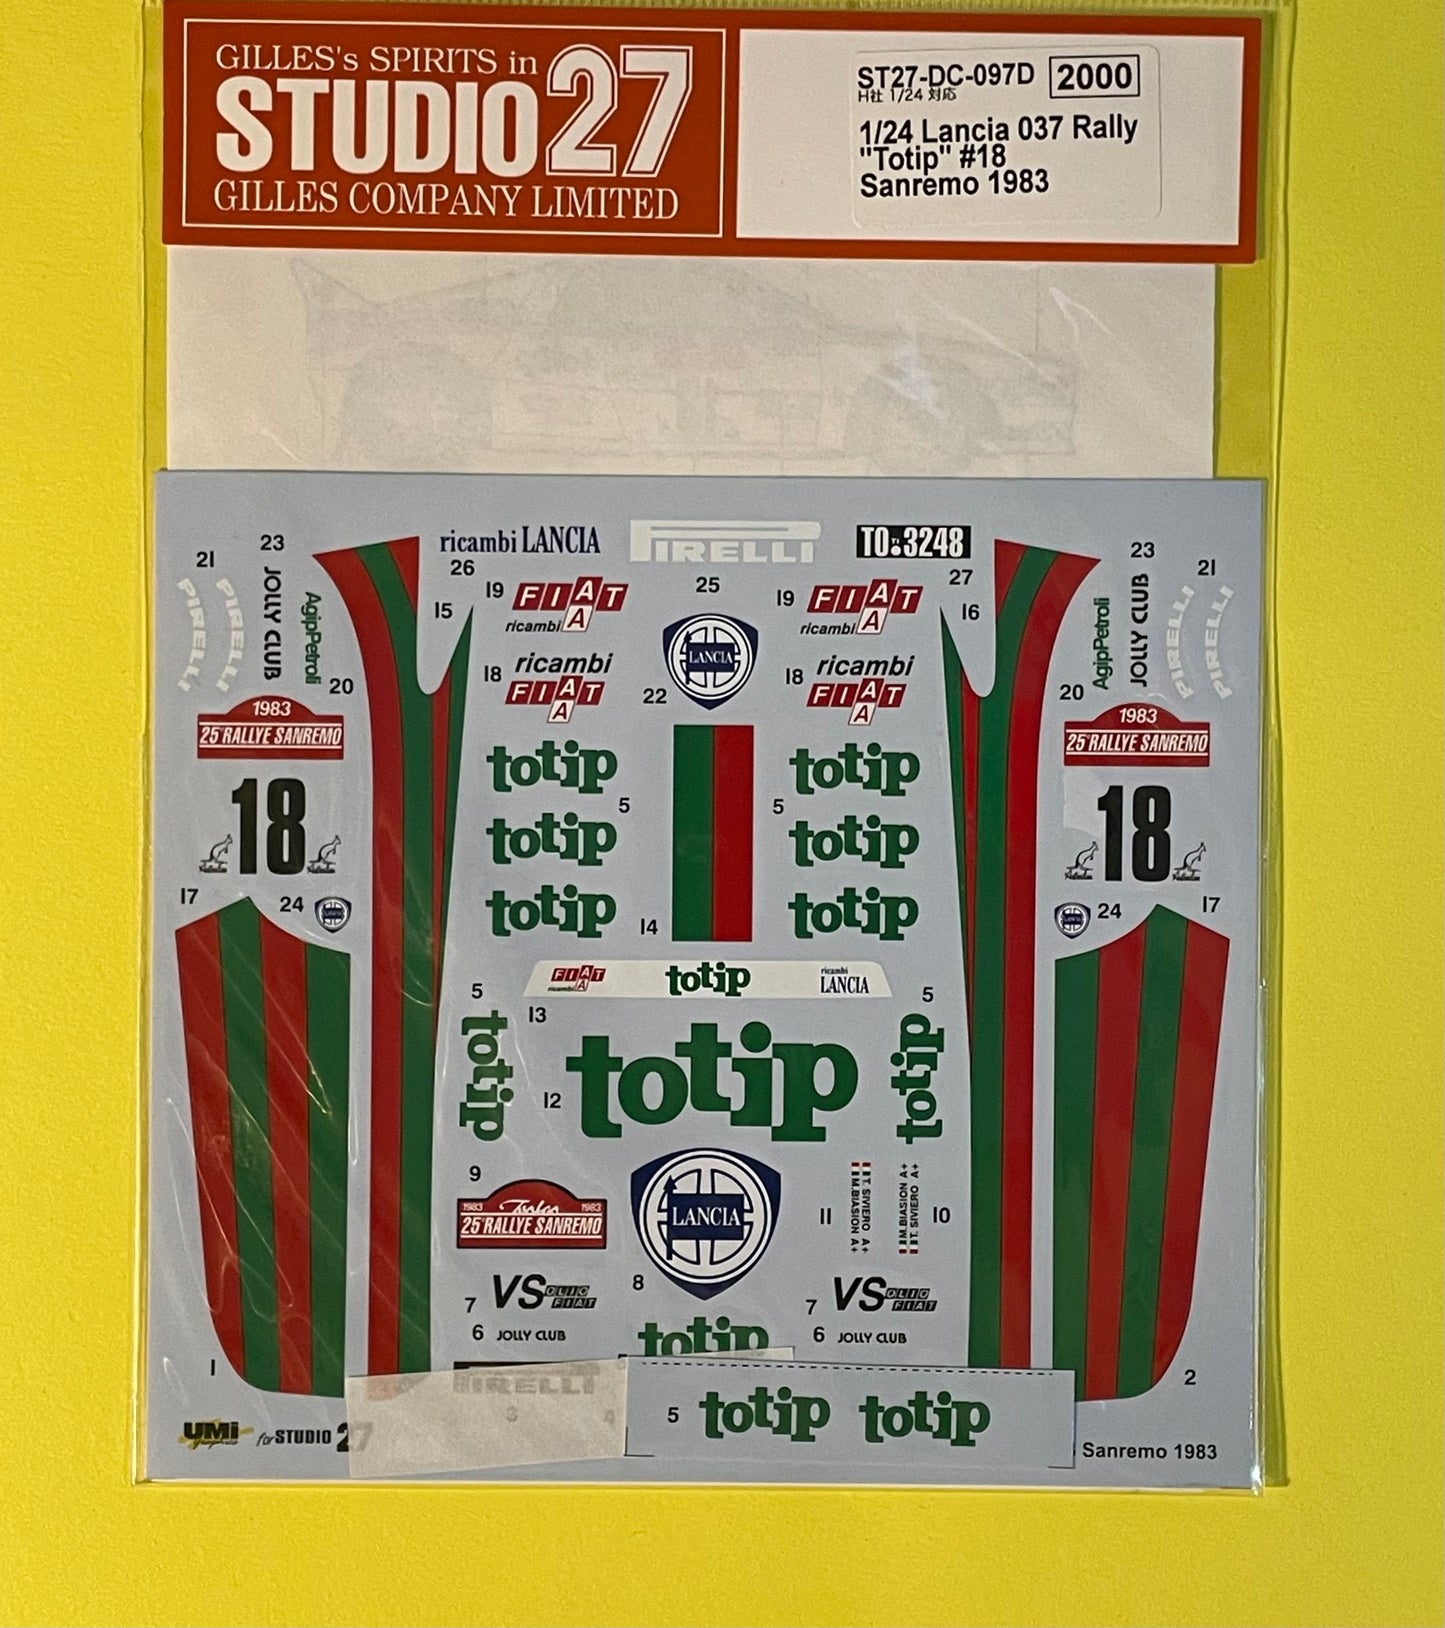 GILLES's SPIRITS in
STUDIO27
GILLES COMPANY LIMITED
ST27-DC-097D 2000
H社 1/24 対応
1/24 Lancia 037 Rally
"Totip" #18
Sanremo 1983
ricambi LANCIA
PIRELLI
TO 3248
21
23
26
25
27
23
21
PIRELLI
PIRELLI
JOLLY CLUB
AgipPetroli
20
15
19
FIAT
A
ricambi
18
ricambi
FIAT
A
LANCIA
22
19
FIAT
A
ricambi
18
ricambi
FIAT
A
16
20
AgipPetroli
JOLLY CLUB
PIRELLI
PIRELLI
1983
25°RALLYE SANREMO
18
17
24
LANCIA
totip
totip
5
totip
14
totip
5
totip
totip
1983
25°RALLYE SANREMO
18
LANCIA
24
17
FIAT
A
ricambi
totip
ricambi
LANCIA
5
totip
13
12
totip
5
totip
9
1983 1983
25°RALLYE SANREMO
LANCIA
8
11
T. SIVIERO A+
M.BIASION A+
M.BIASION A+
T. SIVIERO A+
10
7
VS OLIO
FIAT
6 JOLLY CLUB
totip
7
VS OLIO
FIAT
6 JOLLY CLUB
1
2
PIRELLI
3
4
5 totip totip
UMi
graphics
for STUDIO 27
Sanremo 1983